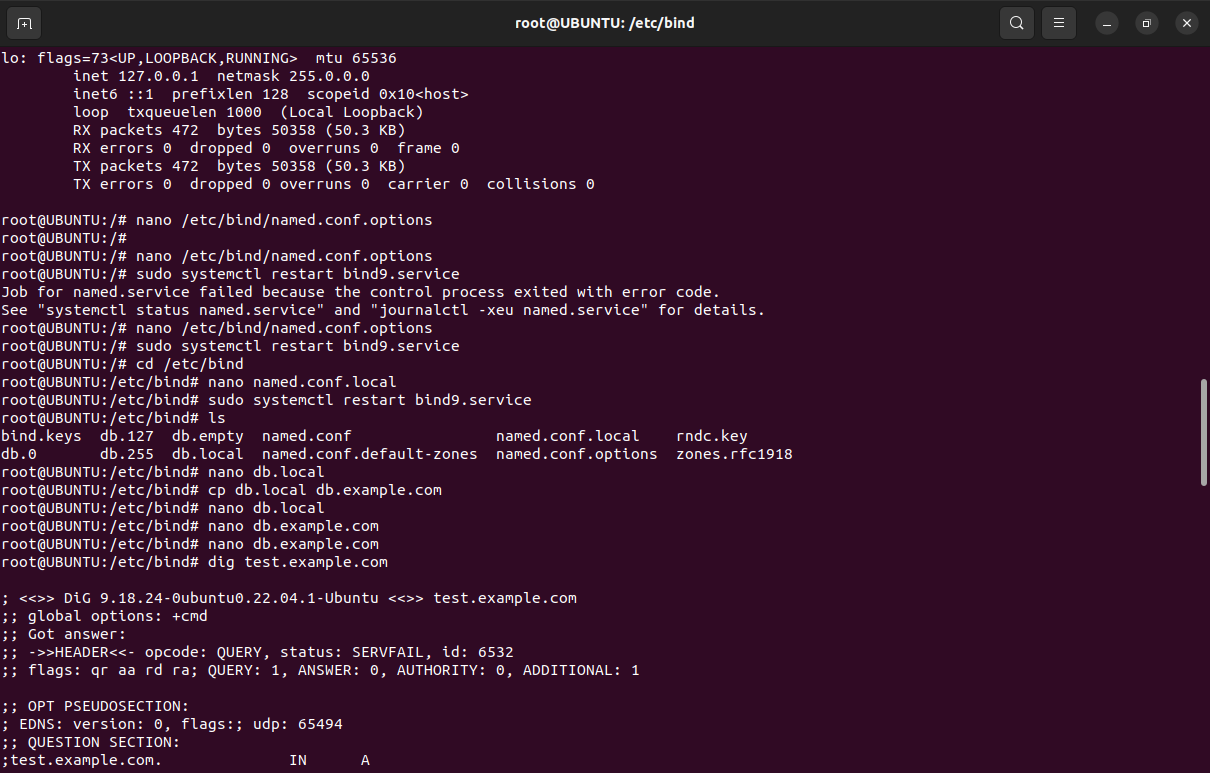 root@UBUNTU: /etc/bind
lo: flags=73<UP,LOOPBACK,RUNNING>  mtu 65536
        inet 127.0.0.1  netmask 255.0.0.0
        inet6 ::1  prefixlen 128  scopeid 0x10<host>
        loop  txqueuelen 1000  (Local Loopback)
        RX packets 472  bytes 50358 (50.3 KB)
        RX errors 0  dropped 0  overruns 0  frame 0
        TX packets 472  bytes 50358 (50.3 KB)
        TX errors 0  dropped 0 overruns 0  carrier 0  collisions 0
root@UBUNTU:/# nano /etc/bind/named.conf.options
root@UBUNTU:/#
root@UBUNTU:/# nano /etc/bind/named.conf.options
root@UBUNTU:/# sudo systemctl restart bind9.service
Job for named.service failed because the control process exited with error code.
See "systemctl status named.service" and "journalctl -xeu named.service" for details.
root@UBUNTU:/# nano /etc/bind/named.conf.options
root@UBUNTU:/# sudo systemctl restart bind9.service
root@UBUNTU:/# cd /etc/bind
root@UBUNTU:/etc/bind# nano named.conf.local
root@UBUNTU:/etc/bind# sudo systemctl restart bind9.service
root@UBUNTU:/etc/bind# ls
bind.keys  db.127  db.empty  named.conf                named.conf.local    rndc.key
db.0       db.255  db.local  named.conf.default-zones  named.conf.options  zones.rfc1918
root@UBUNTU:/etc/bind# nano db.local
root@UBUNTU:/etc/bind# cp db.local db.example.com
root@UBUNTU:/etc/bind# nano db.local
root@UBUNTU:/etc/bind# nano db.example.com
root@UBUNTU:/etc/bind# nano db.example.com
root@UBUNTU:/etc/bind# dig test.example.com
; <<>> DiG 9.18.24-0ubuntu0.22.04.1-Ubuntu <<>> test.example.com
;; global options: +cmd
;; Got answer:
;; ->>HEADER<<- opcode: QUERY, status: SERVFAIL, id: 6532
;; flags: qr aa rd ra; QUERY: 1, ANSWER: 0, AUTHORITY: 0, ADDITIONAL: 1
;; OPT PSEUDOSECTION:
; EDNS: version: 0, flags:; udp: 65494
;; QUESTION SECTION:
;test.example.com.              IN      A